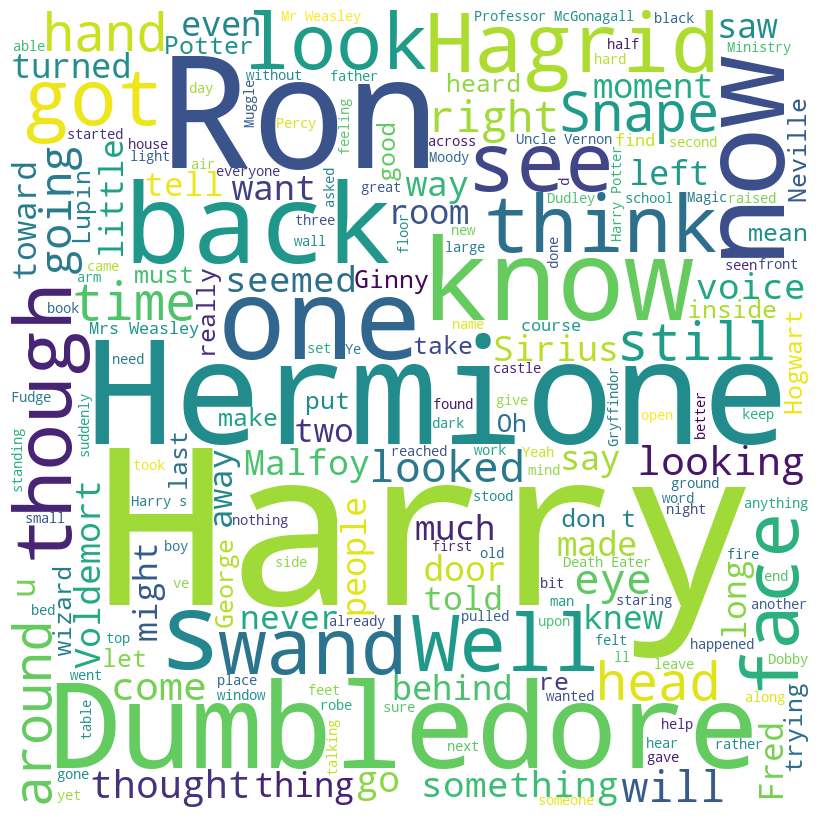 Mr Weasley
Professor McGonagall
black
able
hand
even
Potter
look
Hagrid
half
hard
saw
Ministry
turned
without
father
heard
moment
day
Muggle
got
Ron
right
Snape
now
started
Percy
feeling
across
Uncle Vernon
find
second
house
light
air
everyone
good
Moody
d
Neville
toward
going
Lupin
little
tell
want
asked
great
way
see
Dudley
Harry Potter
school
raised
left
back
three
room
floor
new
think
Magic
mean
wall
large
done
seen
front
came
arm
must
really
seemed
Ginny
know
voice
inside
book
time
one
name
Mrs Weasley
set
Ye
take
course
Sirius
still
Hogwart
though
need
castle
Fudge
suddenly
Hermione
make
put
found
give
Gryffindor
open
better
keep
standing
two
dark
Oh
last
away
Malfoy
looked
reached
work
Yeah
say
looking
took
mind
word
ground
night
anything
small
Harry s
nothing
Harry
stood
Voldemort
boy
ve
George
people
much
first
old
don t
Death Eater
made
fire
end
another
u
wizard
might
side
door
bit
man
staring
eye
long
face
bed
top
never
already
told
upon
knew
happened
around
let
S
wand
Well
pulled
felt
ll
leave
Dobby
went
come
place
window
feet
robe
behind
re
wanted
head
along
trying
table
Dumbledore
sure
talking
next
help
gave
hear
rather
Fred
gone
yet
thought
thing
go
something
someone
will